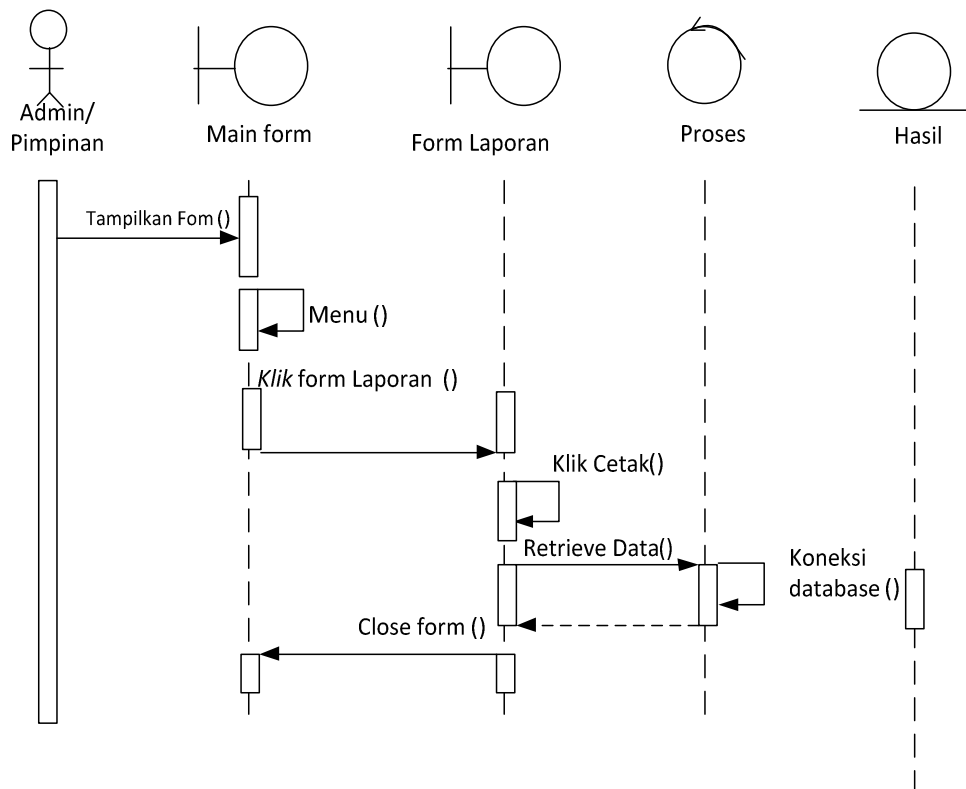 Admin/
Pimpinan
Main form
Form Laporan
Proses
Hasil
Tampilkan Fom ()
Menu ()
Klik form Laporan ()
Klik Cetak()
Retrieve Data()
Koneksi
database ()
Close form ()